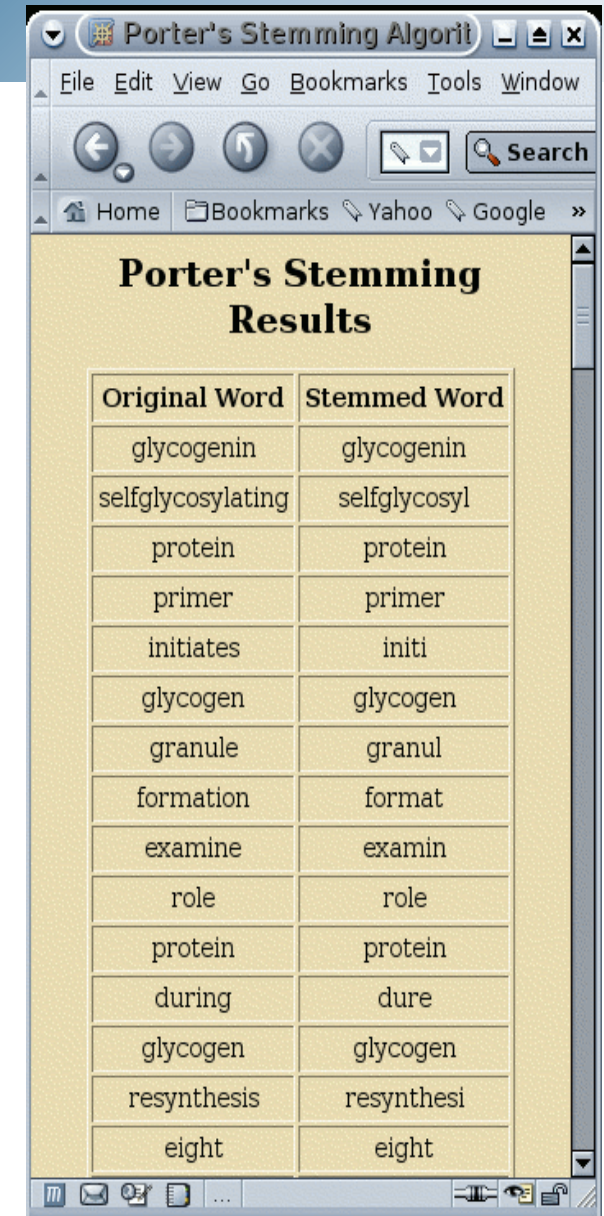 Porter's Stemming Algorit
File Edit View Go Bookmarks Tools Window
Search
Home Bookmarks Yahoo Google »
Porter's Stemming
Results
Original Word Stemmed Word
glycogenin glycogenin
selfglycosylating selfglycosyl
protein protein
primer primer
initiates initi
glycogen glycogen
granule granul
formation format
examine examin
role role
protein protein
during dure
glycogen glycogen
resynthesis resynthesi
eight eight
...